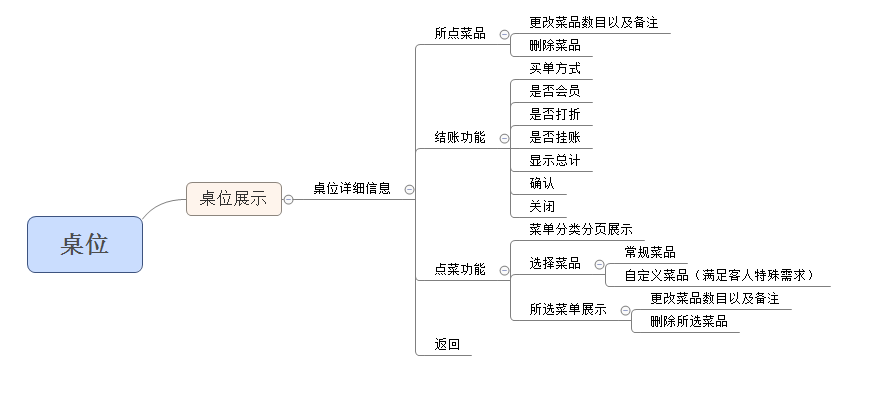 桌位
桌位展示
桌位详细信息
所点菜品
更改菜品数目以及备注
删除菜品
结账功能
买单方式
是否会员
是否打折
是否挂账
显示总计
确认
关闭
点菜功能
菜单分类分页展示
选择菜品
常规菜品
自定义菜品（满足客人特殊需求）
所选菜单展示
更改菜品数目以及备注
删除所选菜品
返回